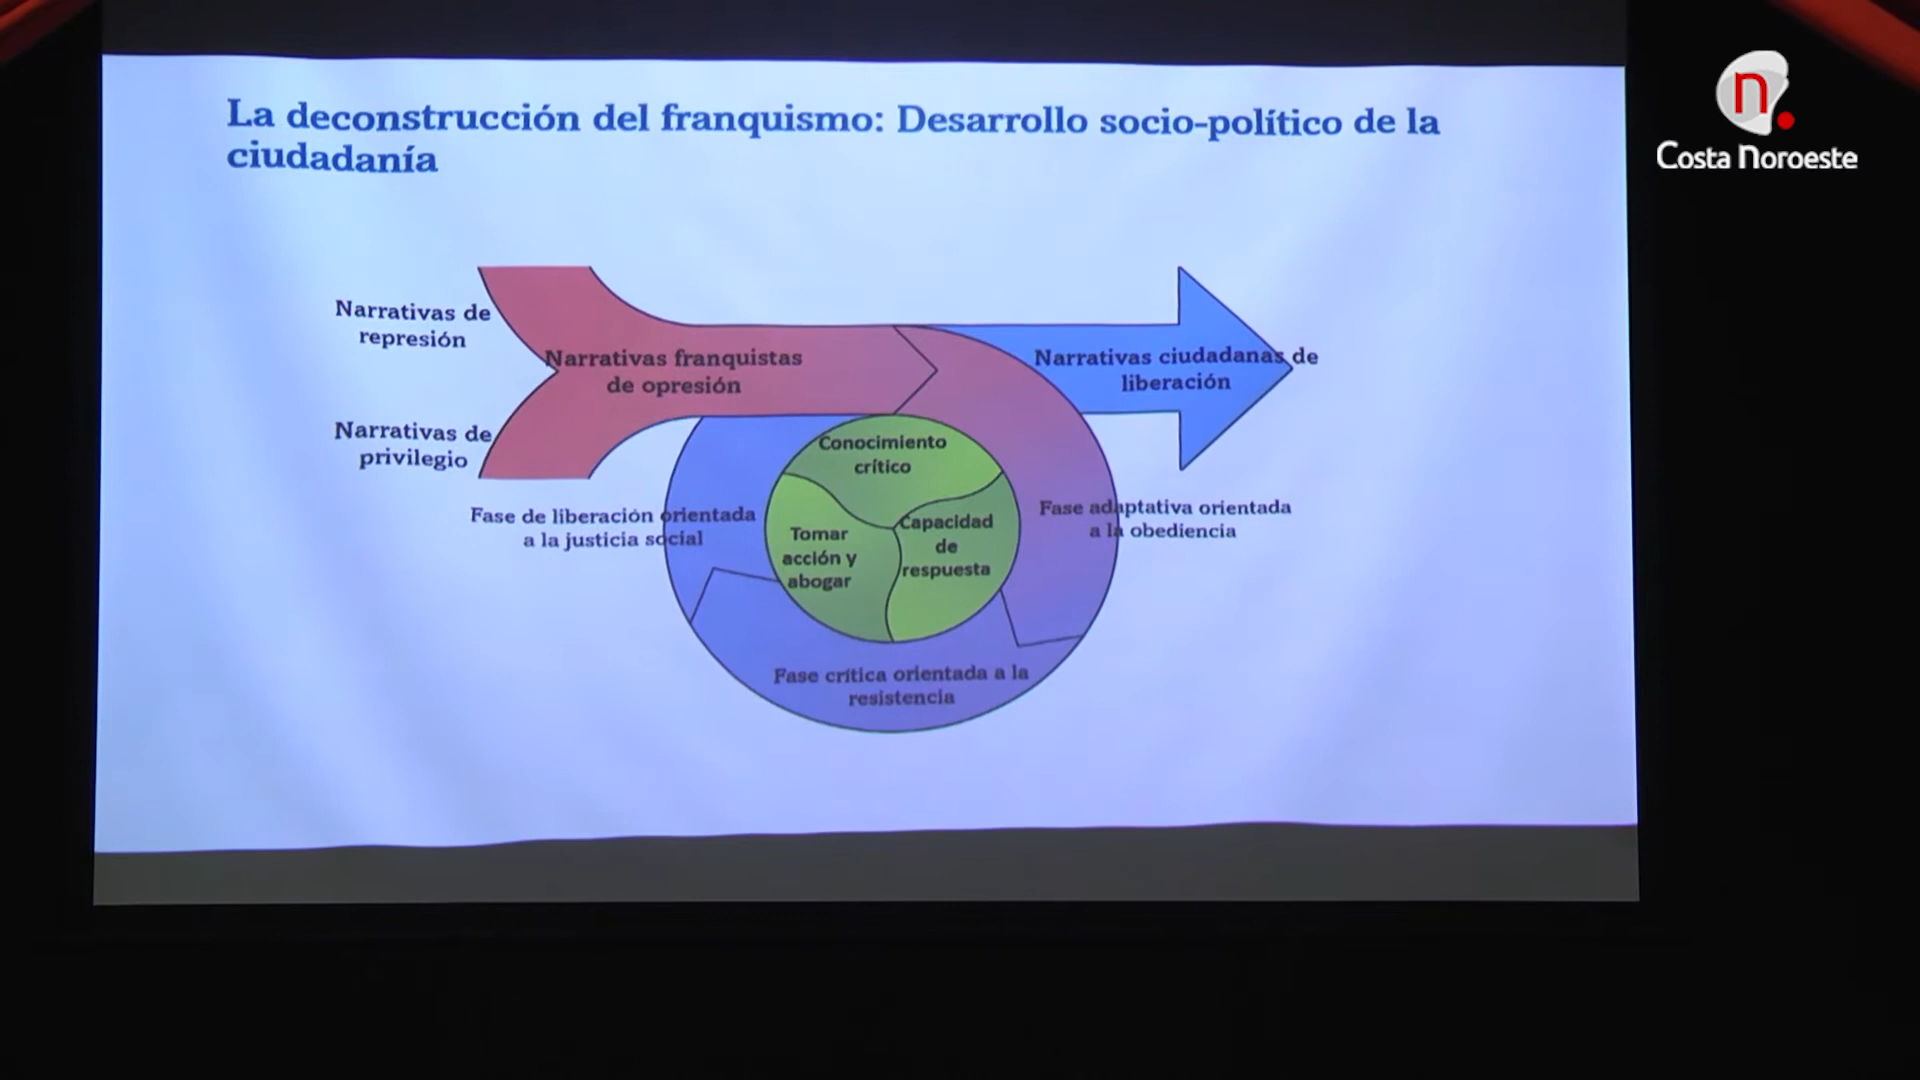 La deconstrucción del franquismo: Desarrollo socio-político de la
ciudadanía
n
Costa noroeste
Narrativas de
represión
Narrativas franquistas
de opresión
Narrativas ciudadanas de
liberación
Narrativas de
privilegio
Conocimiento
crítico
Fase de liberación orientada
a la justicia social
Tomar
acción y
abogar
Capacidad
de
respuesta
Fase adaptativa orientada
a la obediencia
Fase crítica orientada a la
resistencia